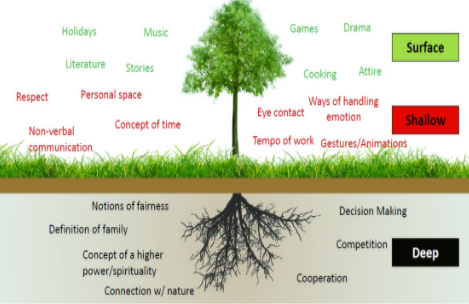 Holidays
Music
Games
Drama
Surface
Literature
Stories
Cooking
Attire
Respect
Personal space
Eye contact
Ways of handling
emotion
Shallow
Non-verbal
communication
Concept of time
Tempo of work
Gestures/Animations
Notions of fairness
Decision Making
Definition of family
Competition
Deep
Concept of a higher
power/spirituality
Cooperation
Connection w/ nature